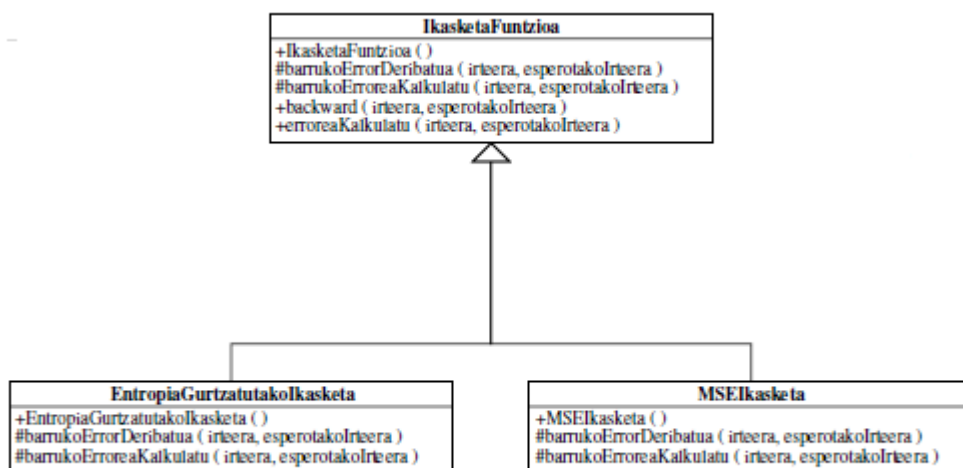 IkasketaFuntzioa
+IkasketaFuntzioa ( )
#barrukoErrorDeribatua ( irteera, esperotakoIrteera )
#barrukoErroreaKalkulatu ( irteera, esperotakoIrteera )
+backward ( irteera, esperotakoIrteera )
+erroreaKalkulatu ( irteera, esperotakoIrteera )
EntropiaGurtzatutakoIkasketa
+EntropiaGurtzatutakoIkasketa ( )
#barrukoErrorDeribatua ( irteera, esperotakoIrteera )
#barrukoErroreaKalkulatu ( irteera, esperotakoIrteera )
MSEIkasketa
+MSEIkasketa ( )
#barrukoErrorDeribatua ( irteera, esperotakoIrteera )
#barrukoErroreaKalkulatu ( irteera, esperotakoIrteera )